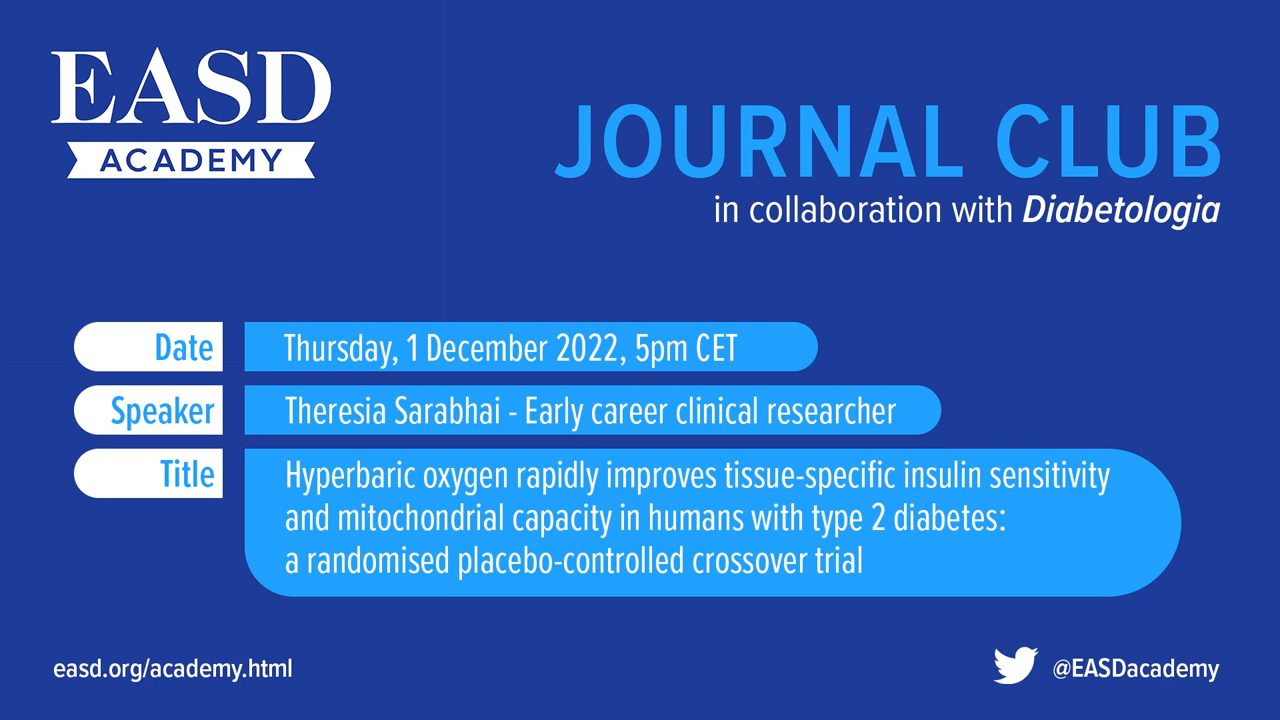 EASD
ACADEMY
JOURNAL CLUB
in collaboration with Diabetologia
Date
Thursday, 1 December 2022, 5pm CET
Speaker
Theresia Sarabhai - Early career clinical researcher
Title
Hyperbaric oxygen rapidly improves tissue-specific insulin sensitivity
and mitochondrial capacity in humans with type 2 diabetes:
a randomised placebo-controlled crossover trial
easd.org/academy.html
@EASDacademy